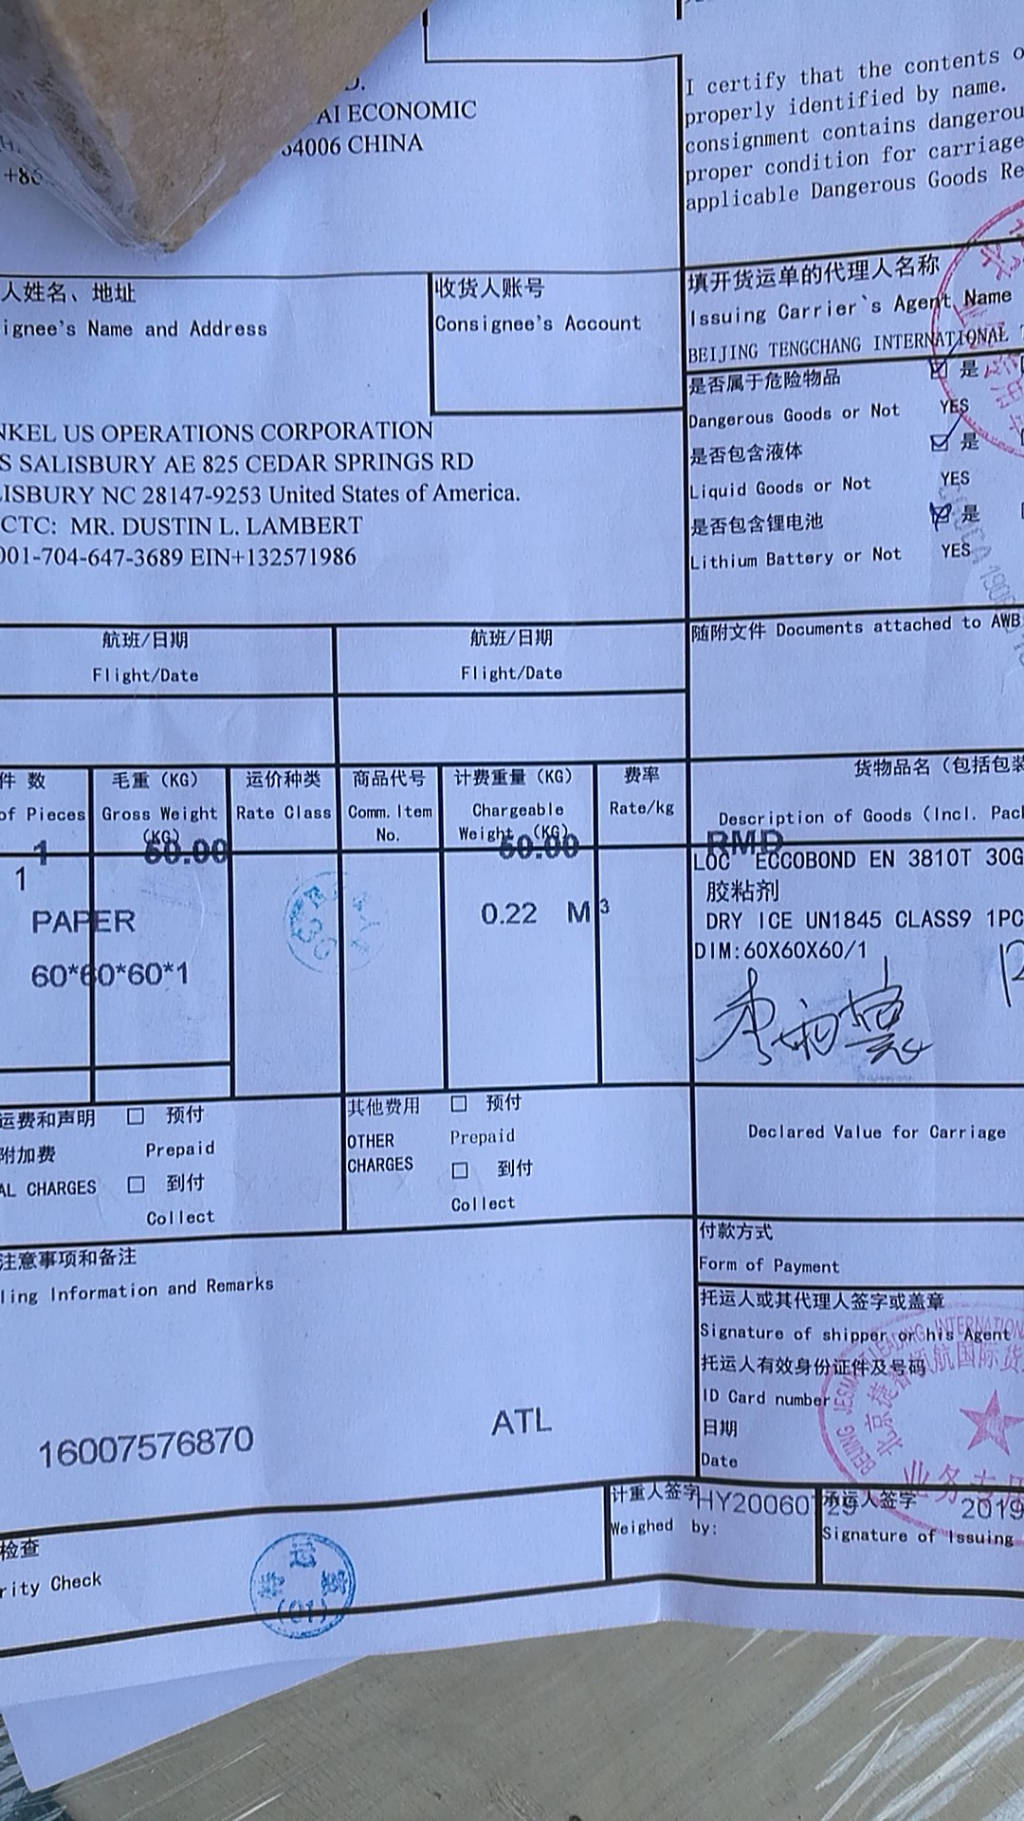 AI ECONOMIC
CHINA
I certify that the contents
properly identified by name.
consignment contains
proper condition for carriage
applicable Dangerous Goods
人姓名、地址
ignee's Name and Address
收货人账号
Consignee's Account
填开货运单的代理人名称
Issuing Carrier`s Agent Name
BEIJING TENGCHANG INTERNATIONAL
NKEL US OPERATIONS CORPORATION
S SALISBURY AE 825 CEDAR SPRINGS RD
LISBURY NC 28147-9253 United States of America.
CTC: MR. DUSTIN L. LAMBERT
001-704-647-3689 EIN+132571986
是否属于危险物品 是
Dangerous Goods or Not YES
是否包含液体 是
Liquid Goods or Not YES
是否包含锂电池 是
Lithium Battery or Not YES
航班/日期 航班/日期
Flight/Date Flight/Date
随附文件 Documents attached to AWB
件 数 毛重（KG） 运价种类 商品代号 计费重量（KG） 费率 货物品名（包括包装
of Pieces Gross Weight Rate Class Comm.Item Chargeable Rate/kg Description of Goods (Incl.
(KG) No. Weight (KG)
1 60.00 60.00 RMD
LOC ECCOBOND EN 3810T 30G
1 胶粘剂
PAPER 0.22 M3 DRY ICE UN1845 CLASS9 1PC
60*60*60*1 DIM:60X60X60/1
运费和声明 □ 预付
附加费 Prepaid
AL CHARGES □ 到付
Collect
其他费用 □ 预付
OTHER Prepaid
CHARGES □ 到付
Collect
Declared Value for Carriage
付款方式
Form of Payment
注意事项和备注
ling Information and Remarks
托运人或其代理人签字或盖章
Signature of shipper or his Agent
托运人有效身份证件及号码
ID Card number
日期
Date
16007576870 ATL
计重人签字 承运人签字 2019
Weighed by: Signature of Issuing
检查
rity Check